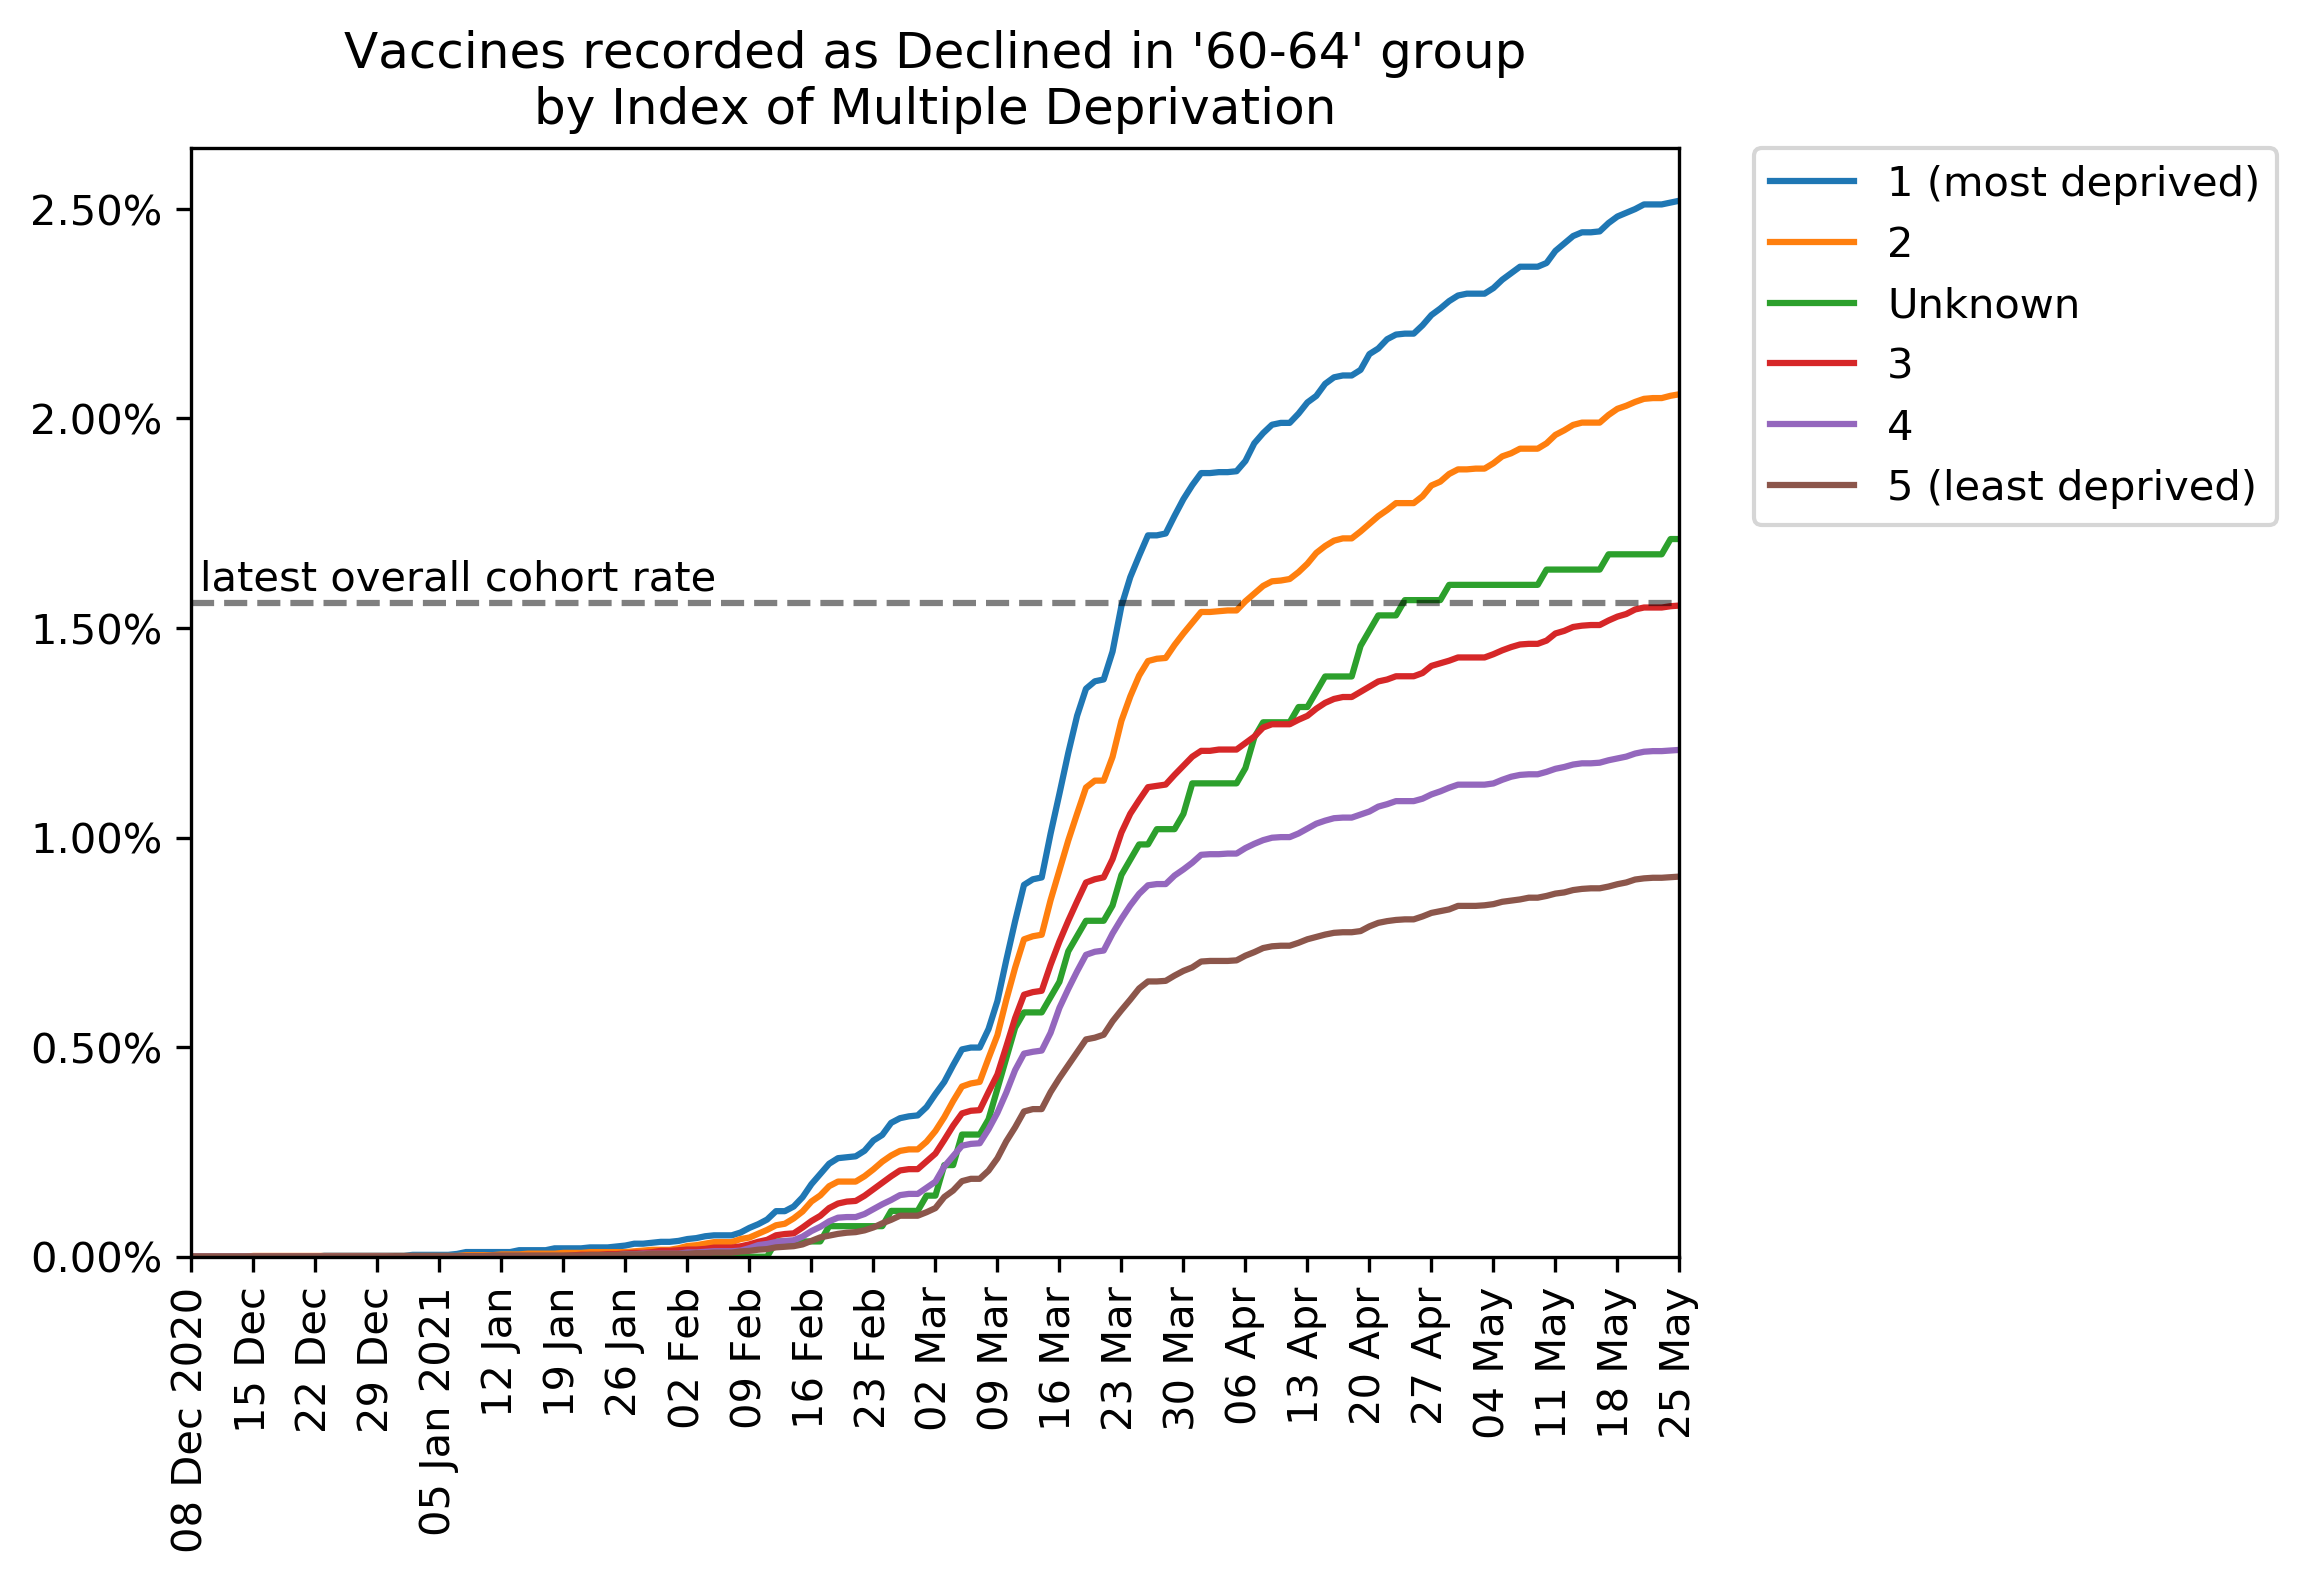 Vaccines recorded as Declined in '60-64' group
by Index of Multiple Deprivation
2.50%
2.00%
1.50%
1.00%
0.50%
0.00%
latest overall cohort rate
08 Dec 2020
15 Dec
22 Dec
29 Dec
05 Jan 2021
12 Jan
19 Jan
26 Jan
02 Feb
09 Feb
16 Feb
23 Feb
02 Mar
09 Mar
16 Mar
23 Mar
30 Mar
06 Apr
13 Apr
20 Apr
27 Apr
04 May
11 May
18 May
25 May
1 (most deprived)
2
Unknown
3
4
5 (least deprived)